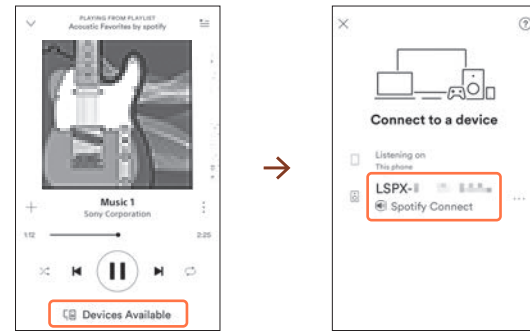 PLAYING FROM PLAYLIST
Acoustic Favorites by spotify
Music 1
Sony Corporation
1:12
2:25
Devices Available
?
Connect to a device
Listening on
This phone
LSPX-
Spotify Connect